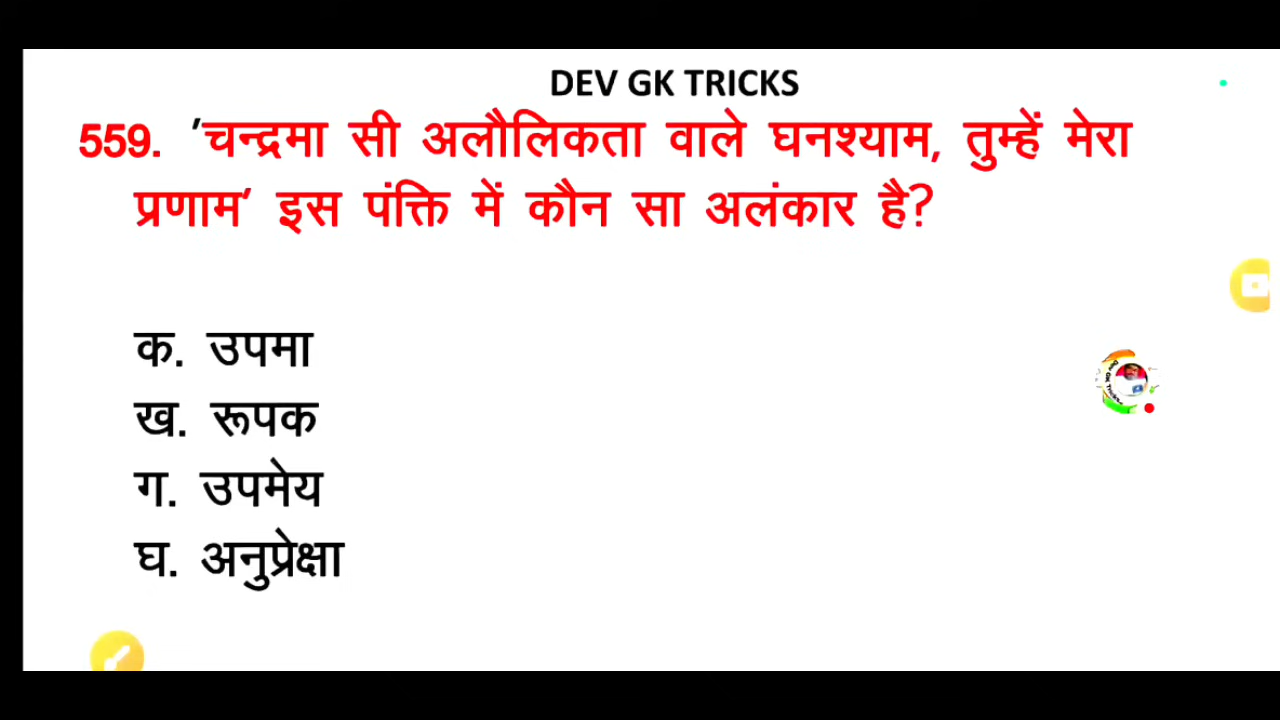 DEV GK TRICKS
559. 'चन्द्रमा सी अलौलिकता वाले घनश्याम, तुम्हें मेरा
प्रणाम' इस पंक्ति में कौन सा अलंकार है?
क. उपमा
ख. रूपक
ग. उपमेय
घ. अनुप्रेक्षा